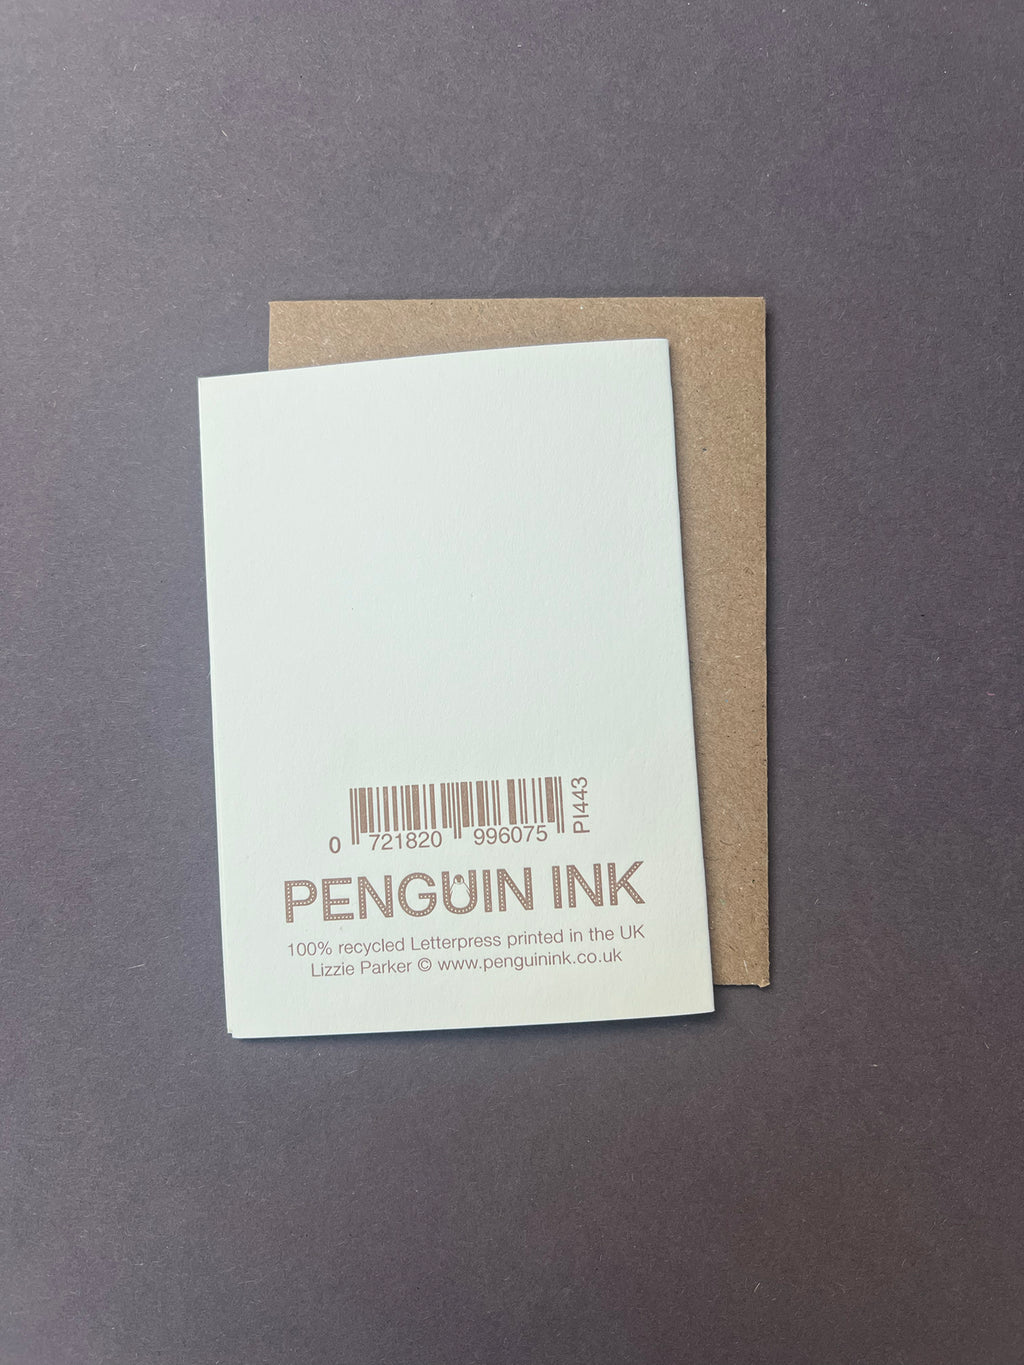 0 721820 996075
PI443
PENGUIN INK
100% recycled Letterpress printed in the UK
Lizzie Parker © www.penguinink.co.uk